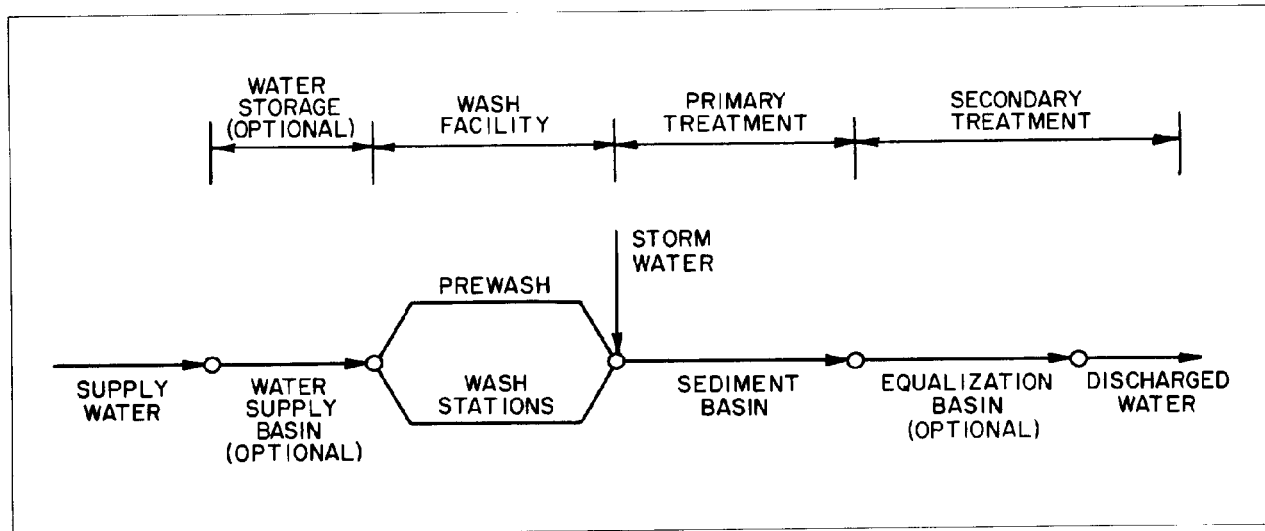 WATER
STORAGE
(OPTIONAL)
WASH
FACILITY
PRIMARY
TREATMENT
SECONDARY
TREATMENT
STORM
WATER
PREWASH
SUPPLY
WATER
WATER
SUPPLY
BASIN
(OPTIONAL)
WASH
STATIONS
SEDIMENT
BASIN
EQUALIZATION
BASIN
(OPTIONAL)
DISCHARGED
WATER